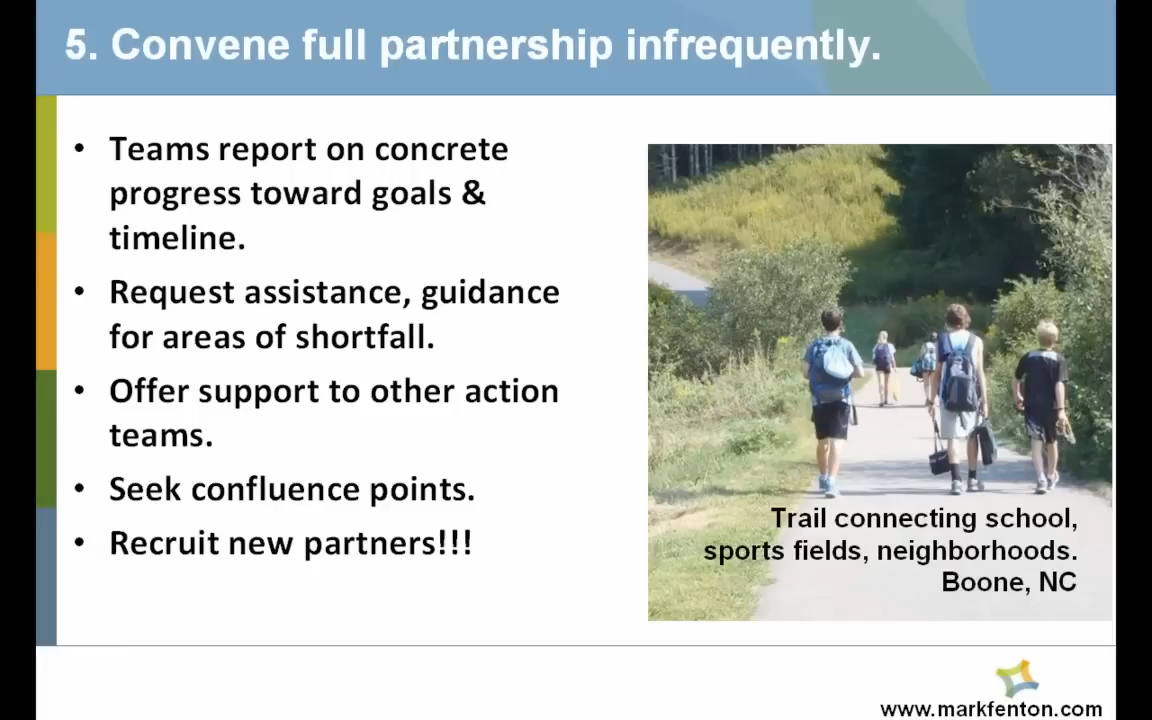 5. Convene full partnership infrequently.
• Teams report on concrete
progress toward goals &
timeline.
• Request assistance, guidance
for areas of shortfall.
• Offer support to other action
teams.
• Seek confluence points.
• Recruit new partners!!!
Trail connecting school,
sports fields, neighborhoods.
Boone, NC
www.markfenton.com